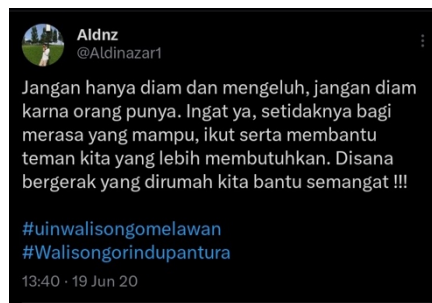 Aldnz
@Aldinazar1
Jangan hanya diam dan mengeluh, jangan diam
karna orang punya. Ingat ya, setidaknya bagi
merasa yang mampu, ikut serta membantu
teman kita yang lebih membutuhkan. Disana
bergerak yang dirumah kita bantu semangat !!!
#uinwalisongomelawan
#Walisongorindupantura
13:40 · 19 Jun 20